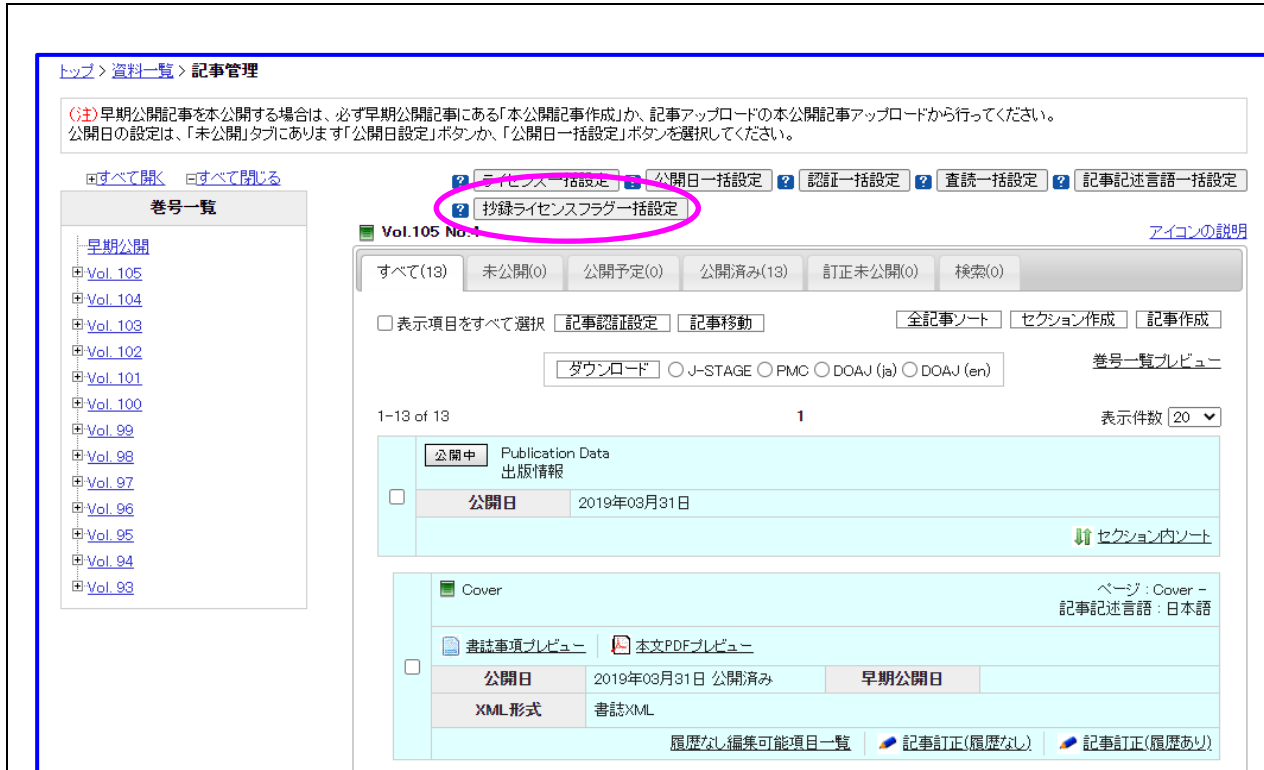 トップ > 資料一覧 > 記事管理
(注)早期公開記事を本公開する場合は、必ず早期公開記事にある「本公開記事作成」か、記事アップロードの本公開記事アップロードから行ってください。
公開日の設定は、「未公開」タブにあります「公開日設定」ボタンか、「公開日一括設定」ボタンを選択してください。
すべて開く すべて閉じる
巻号一覧
早期公開
Vol. 105
Vol. 104
Vol. 103
Vol. 102
Vol. 101
Vol. 100
Vol. 99
Vol. 98
Vol. 97
Vol. 96
Vol. 95
Vol. 94
Vol. 93
? ライセンス一括設定 ? 公開日一括設定 ? 認証一括設定 ? 査読一括設定 ? 記事記述言語一括設定
? 抄録ライセンスフラグ一括設定
Vol.105 No.1 アイコンの説明
すべて(13) 未公開(0) 公開予定(0) 公開済み(13) 訂正未公開(0) 検索(0)
表示項目をすべて選択 記事認証設定 記事移動 全記事ソート セクション作成 記事作成
ダウンロード J-STAGE PMC DOAJ (ja) DOAJ (en) 巻号一覧プレビュー
1-13 of 13 1 表示件数 20
公開中 Publication Data
出版情報
公開日 2019年03月31日
セクション内ソート
Cover ページ : Cover -
記事記述言語 : 日本語
書誌事項プレビュー 本文PDFプレビュー
公開日 2019年03月31日 公開済み 早期公開日
XML形式 書誌XML
履歴なし編集可能項目一覧 記事訂正(履歴なし) 記事訂正(履歴あり)